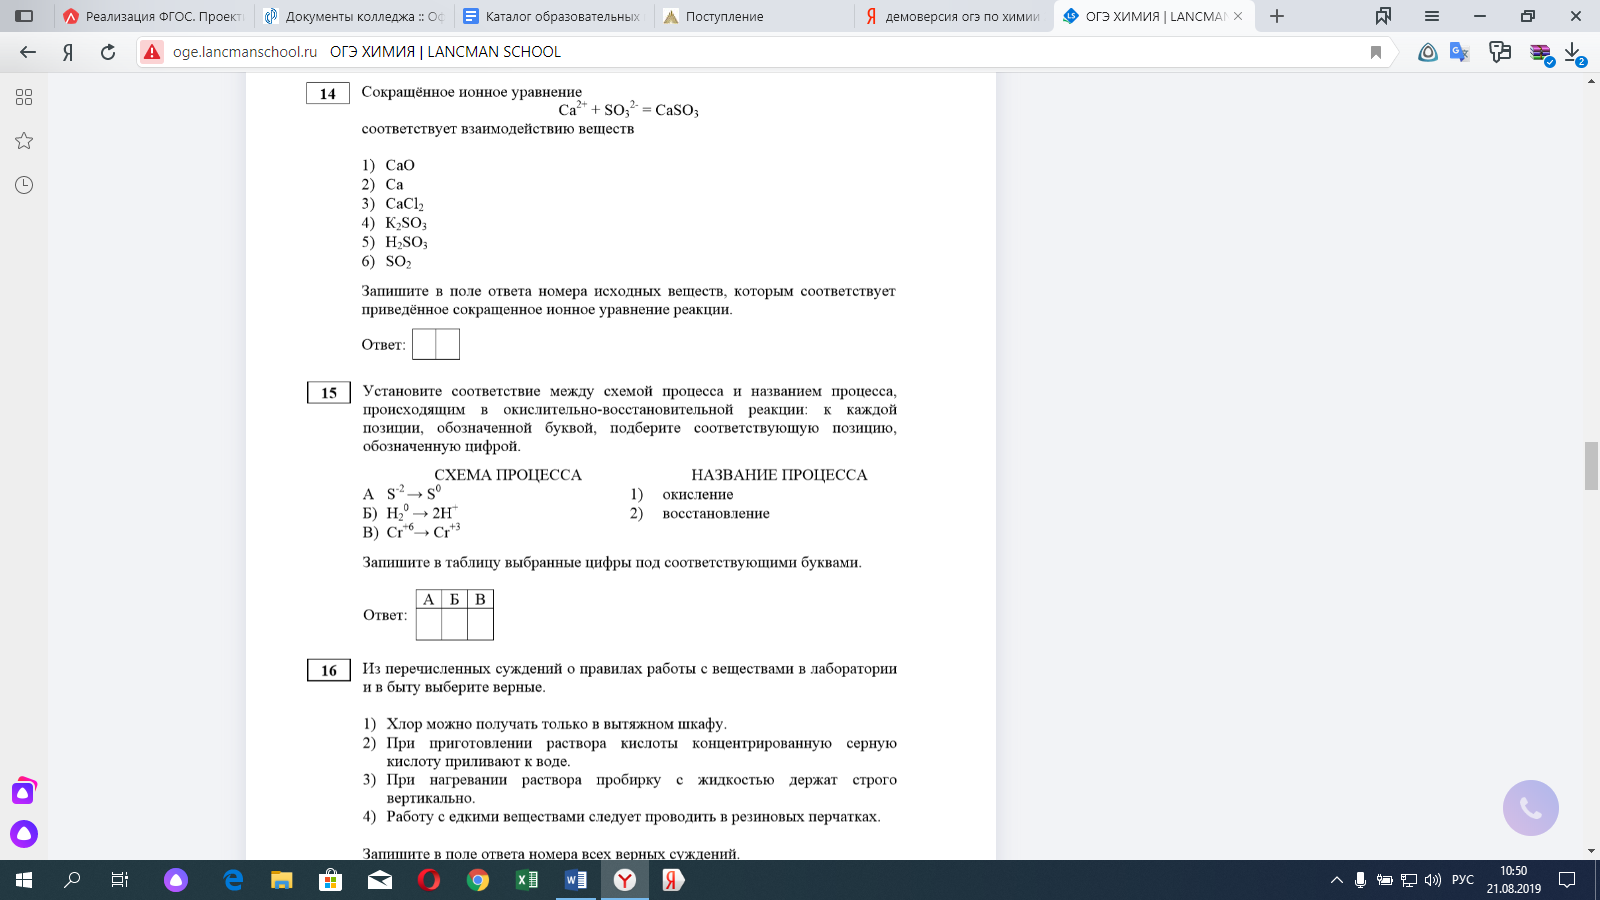 Реализация ФГОС. Проект
Документы колледжа :: Оф
Каталог образовательных
Поступление
демоверсия огэ по химии
ОГЭ ХИМИЯ | LANCMAN
oge.lancmanschool.ru ОГЭ ХИМИЯ | LANCMAN SCHOOL
14 Сокращённое ионное уравнение
Ca²⁺ + SO₃²⁻ = CaSO₃
соответствует взаимодействию веществ
1) CaO
2) Ca
3) CaCl₂
4) K₂SO₃
5) H₂SO₃
6) SO₂
Запишите в поле ответа номера исходных веществ, которым соответствует
приведённое сокращенное ионное уравнение реакции.
Ответ:
15 Установите соответствие между схемой процесса и названием процесса,
происходящим в окислительно-восстановительной реакции: к каждой
позиции, обозначенной буквой, подберите соответствующую позицию,
обозначенную цифрой.
СХЕМА ПРОЦЕССА НАЗВАНИЕ ПРОЦЕССА
А S⁻² → S⁰ 1) окисление
Б) H₂⁰ → 2H⁺ 2) восстановление
В) Cr⁺⁶ → Cr⁺³
Запишите в таблицу выбранные цифры под соответствующими буквами.
А Б В
Ответ:
16 Из перечисленных суждений о правилах работы с веществами в лаборатории
и в быту выберите верные.
1) Хлор можно получать только в вытяжном шкафу.
2) При приготовлении раствора кислоты концентрированную серную
кислоту приливают к воде.
3) При нагревании раствора пробирку с жидкостью держат строго
вертикально.
4) Работу с едкими веществами следует проводить в резиновых перчатках.
Запишите в поле ответа номера всех верных суждений.
РУС
10:50
21.08.2019